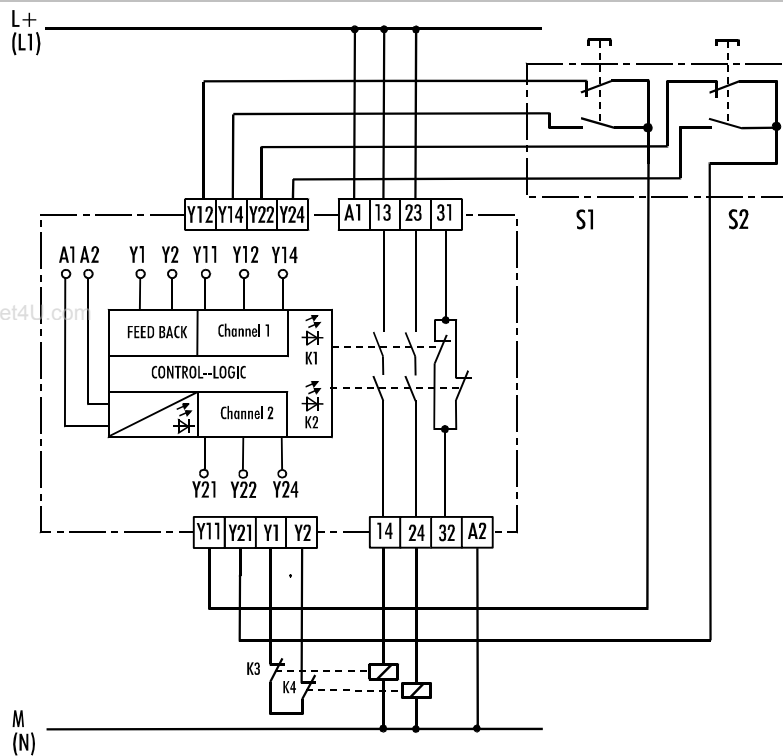 L+
(L1)
Y12 Y14 Y22 Y24 A1 13 23 31
S1 S2
A1 A2 Y1 Y2 Y11 Y12 Y14
et4U.com
FEED BACK Channel 1
K1
CONTROL--LOGIC
Channel 2
K2
Y21 Y22 Y24
Y11 Y21 Y1 Y2 14 24 32 A2
K3
K4
M
(N)